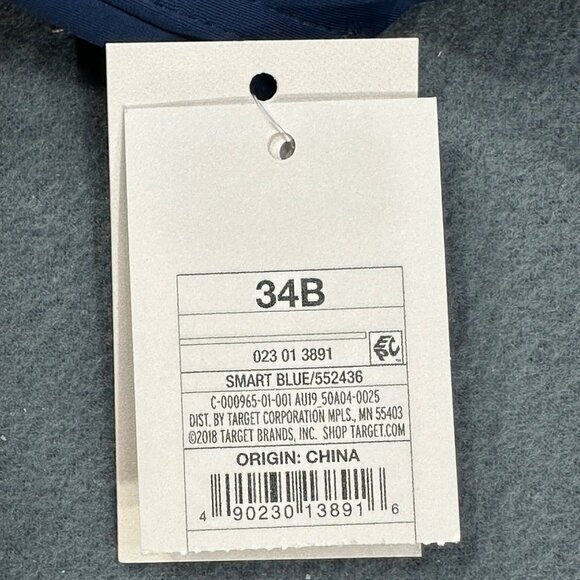 34B
023 01 3891
EPC
SMART BLUE/552436
C-000965-01-001 AU19 50A04-0025
DIST. BY TARGET CORPORATION MPLS., MN 55403
©2018 TARGET BRANDS, INC. SHOP TARGET.COM
ORIGIN: CHINA
4 90230 13891 6